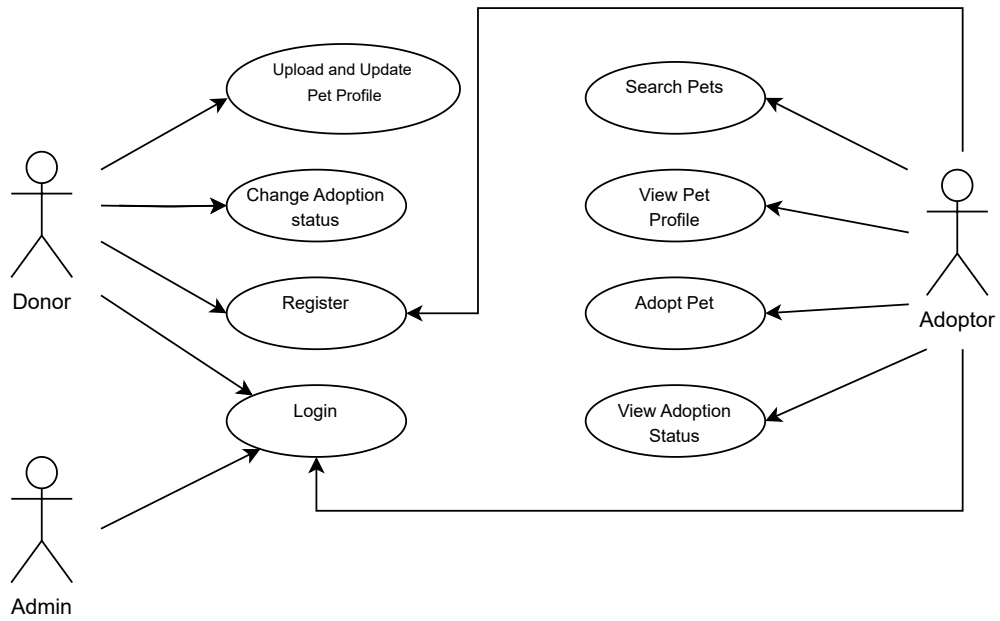 Upload and Update
Pet Profile
Change Adoption
status
Register
Login
Donor
Admin
Search Pets
View Pet
Profile
Adopt Pet
View Adoption
Status
Adoptor